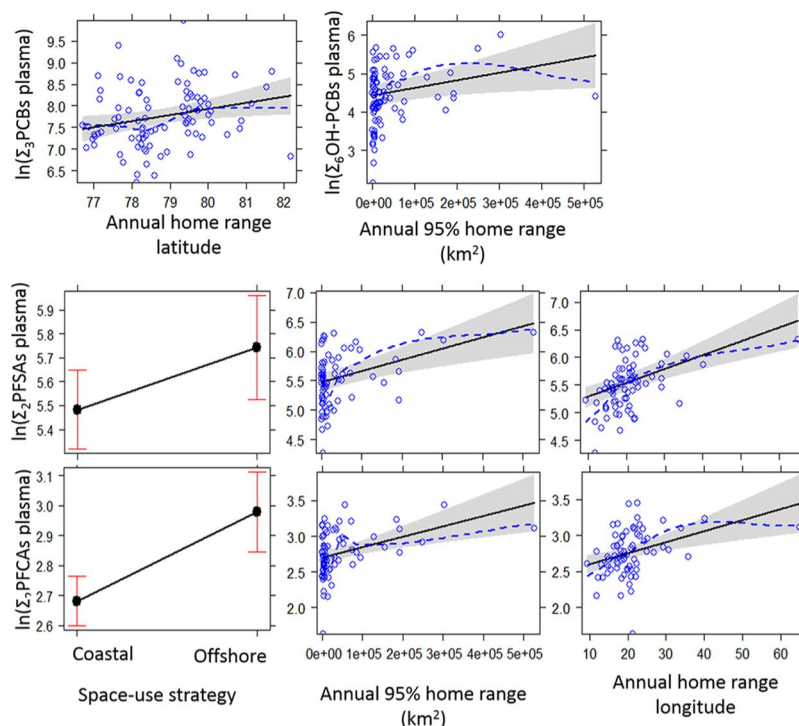 ln(Σ₃PCBs plasma)
9.5
9.0
8.5
8.0
7.5
7.0
6.5
77 78 79 80 81 82
Annual home range
latitude
ln(Σ₆OH-PCBs plasma)
6
5
4
3
0e+00 1e+05 2e+05 3e+05 4e+05 5e+05
Annual 95% home range
(km²)
ln(Σ₂PFSAs plasma)
5.9
5.8
5.7
5.6
5.5
5.4
7.0
6.5
6.0
5.5
5.0
4.5
7.0
6.5
6.0
5.5
5.0
4.5
plasma)
3.1
3.0
2.9
2.8
2.7
2.6
Coastal Offshore
Space-use strategy
3.5
3.0
2.5
2.0
0e+00 1e+05 2e+05 3e+05 4e+05 5e+05
Annual 95% home range
(km²)
3.5
3.0
2.5
2.0
10 20 30 40 50 60
Annual home range
longitude